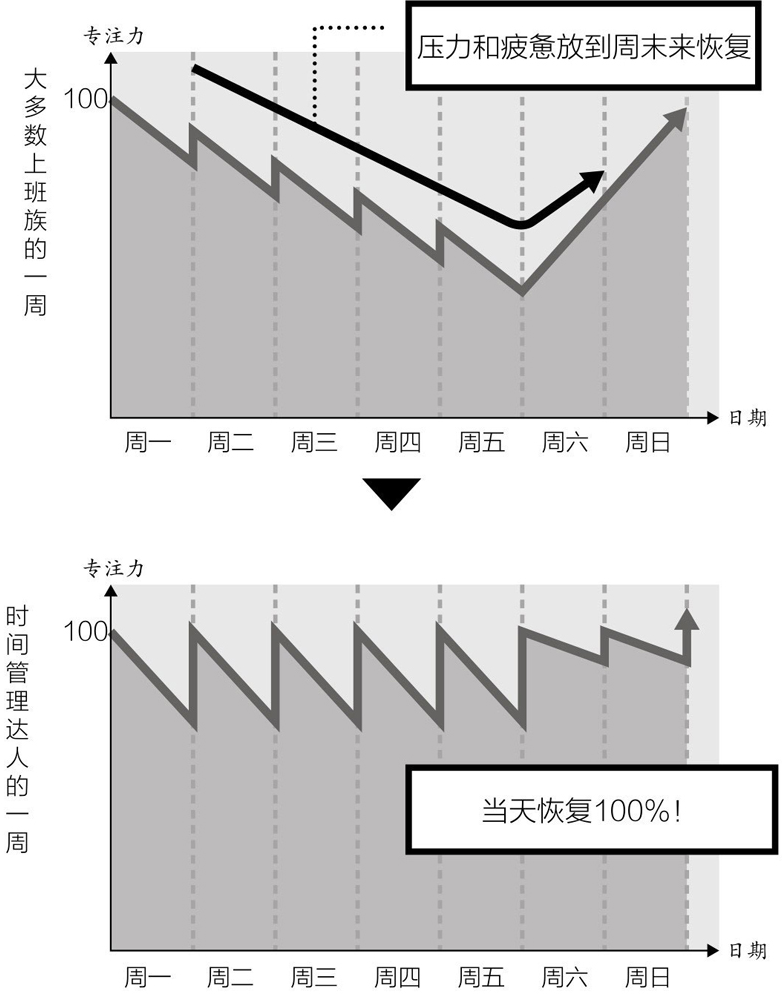 专注力
压力和疲惫放到周末来恢复
100
大多数上班族的一周
日期
周一 周二 周三 周四 周五 周六 周日
专注力
100
时间管理达人的一周
当天恢复100%！
日期
周一 周二 周三 周四 周五 周六 周日